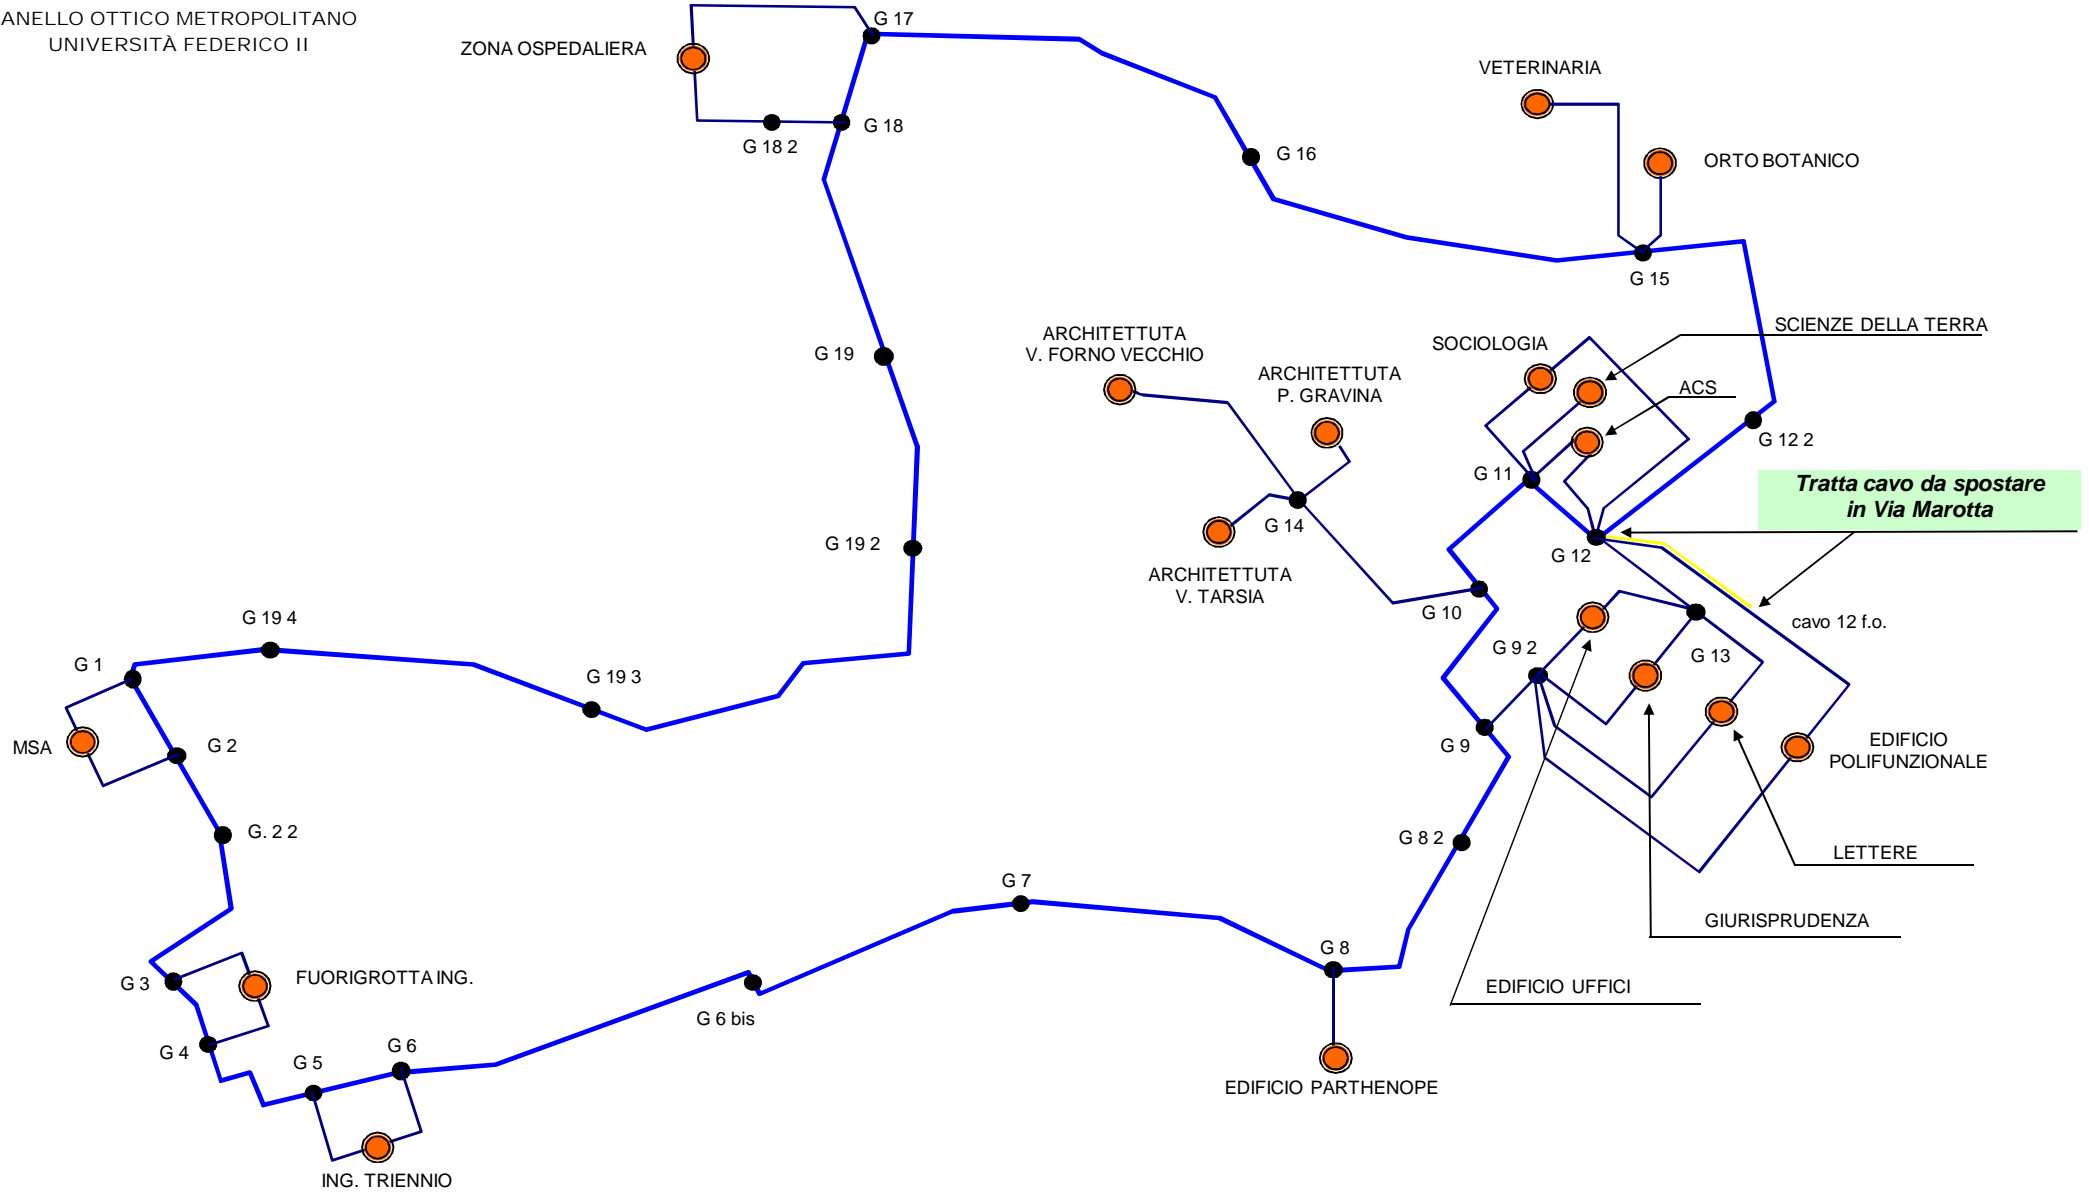 ANELLO OTTICO METROPOLITANO
UNIVERSITÀ FEDERICO II
G 17
ZONA OSPEDALIERA
VETERINARIA
G 18
G 18 2
G 16
ORTO BOTANICO
G 15
SCIENZE DELLA TERRA
ARCHITETTUTA
V. FORNO VECCHIO
SOCIOLOGIA
G 19
ARCHITETTUTA
P. GRAVINA
ACS
G 12 2
G 11
Tratta cavo da spostare
in Via Marotta
G 14
G 19 2
G 12
ARCHITETTUTA
V. TARSIA
G 10
G 19 4
cavo 12 f.o.
G 9 2
G 13
G 1
G 19 3
MSA
G 2
G 9
EDIFICIO
POLIFUNZIONALE
G. 2 2
G 8 2
LETTERE
G 7
GIURISPRUDENZA
G 8
G 3
FUORIGROTTA ING.
EDIFICIO UFFICI
G 6 bis
G 4
G 6
G 5
EDIFICIO PARTHENOPE
ING. TRIENNIO